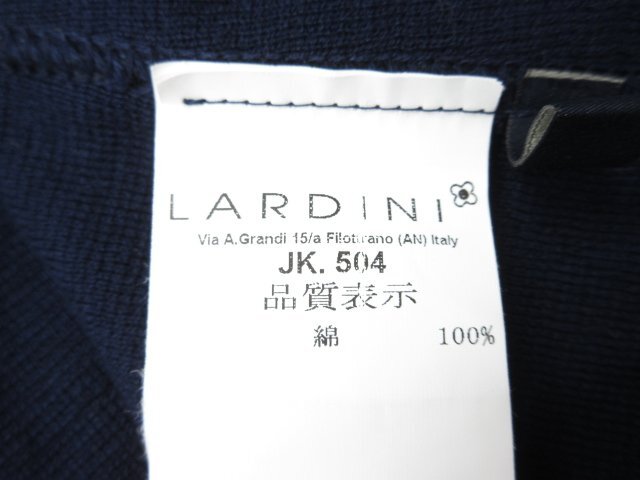 LARDINI
Via A.Grandi 15/a Filottrano (AN) Italy
JK. 504
品質表示
綿 100%